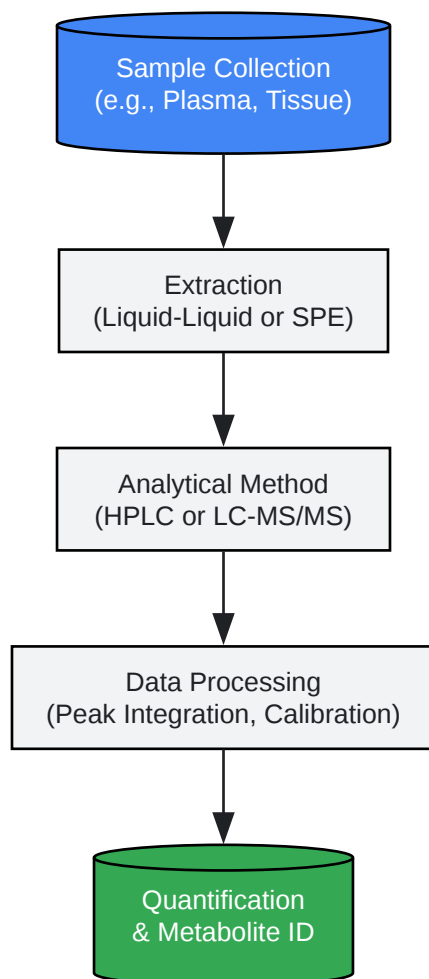 Sample Collection
(e.g., Plasma, Tissue)
Extraction
(Liquid-Liquid or SPE)
Analytical Method
(HPLC or LC-MS/MS)
Data Processing
(Peak Integration, Calibration)
Quantification
& Metabolite ID